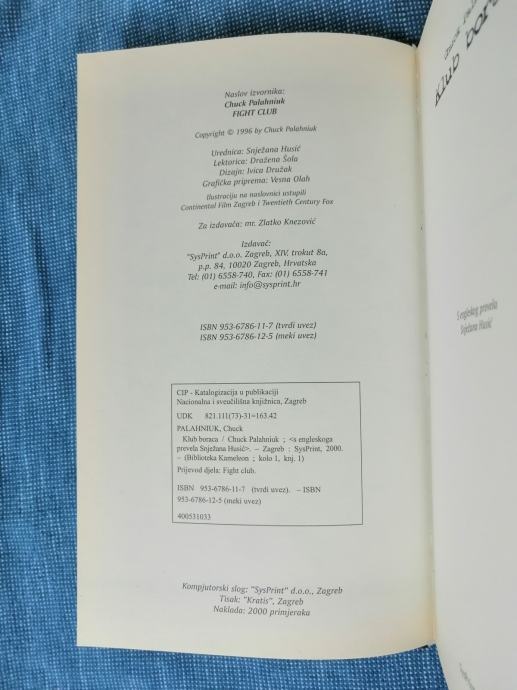 Naslov izvornika:
Chuck Palahniuk
FIGHT CLUB
Copyright © 1996 by Chuck Palahniuk
Urednica: Snježana Husić
Lektorica: Dražena Šola
Dizajn: Ivica Družak
Grafička priprema: Vesna Olah
Ilustraciju na naslovnici ustupili
Continental Film Zagreb i Twentieth Century Fox
Za izdavača: mr. Zlatko Knezović
Izdavač:
"SysPrint" d.o.o. Zagreb, XIV. trokut 8a,
p.p. 84, 10020 Zagreb, Hrvatska
Tel: (01) 6558-740, Fax: (01) 6558-741
e-mail: info@sysprint.hr
ISBN 953-6786-11-7 (tvrdi uvez)
ISBN 953-6786-12-5 (meki uvez)
CIP - Katalogizacija u publikaciji
Nacionalna i sveučilišna knjižnica, Zagreb
UDK 821.111(73)-31=163.42
PALAHNIUK, Chuck
Klub boraca / Chuck Palahniuk ; <s engleskoga
prevela Snježana Husić>. – Zagreb : SysPrint, 2000.
– (Biblioteka Kameleon ; kolo 1, knj. 1)
Prijevod djela: Fight club.
ISBN 953-6786-11-7 (tvrdi uvez). – ISBN
953-6786-12-5 (meki uvez)
400531033
Kompjutorski slog: "SysPrint" d.o.o., Zagreb
Tisak: "Kratis", Zagreb
Naklada: 2000 primjeraka
S engleskog prevela
Snježana Husić